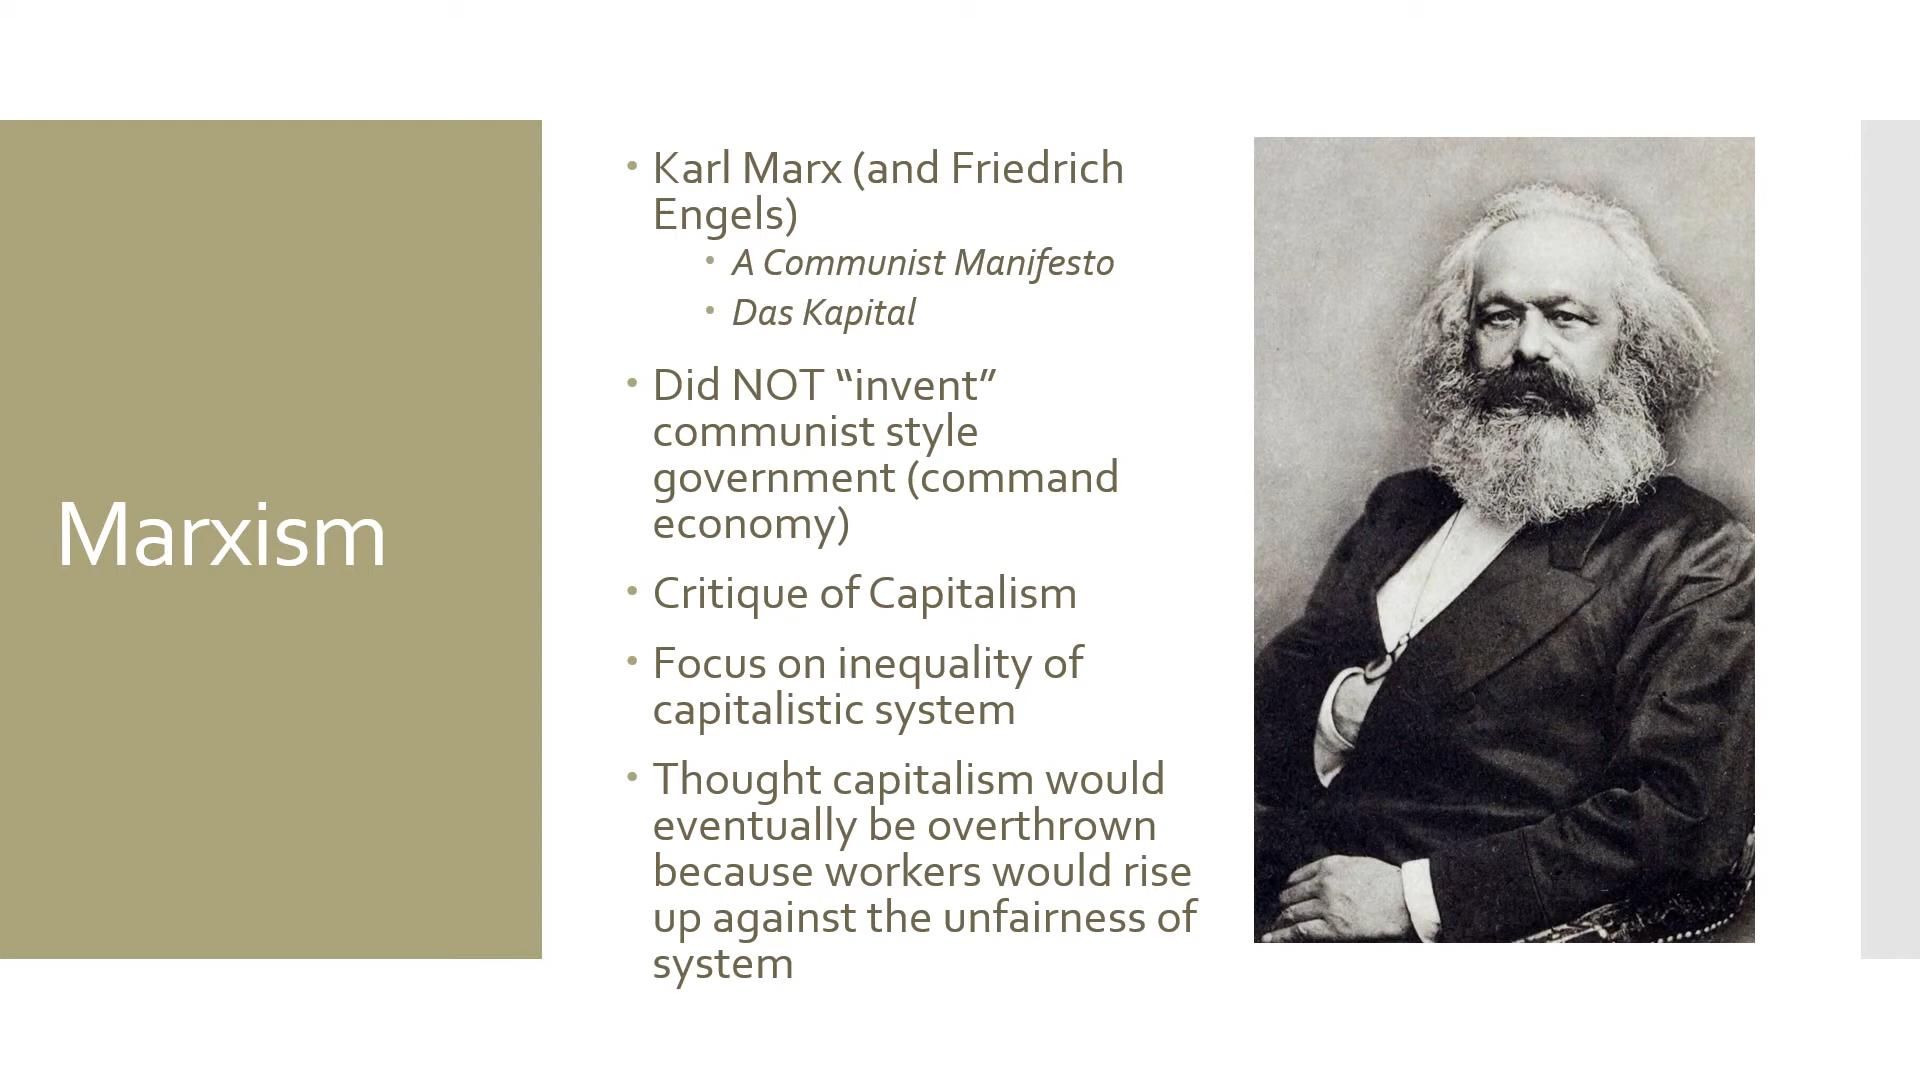 Marxism
• Karl Marx (and Friedrich
Engels)
• A Communist Manifesto
• Das Kapital
• Did NOT “invent”
communist style
government (command
economy)
• Critique of Capitalism
• Focus on inequality of
capitalistic system
• Thought capitalism would
eventually be overthrown
because workers would rise
up against the unfairness of
system